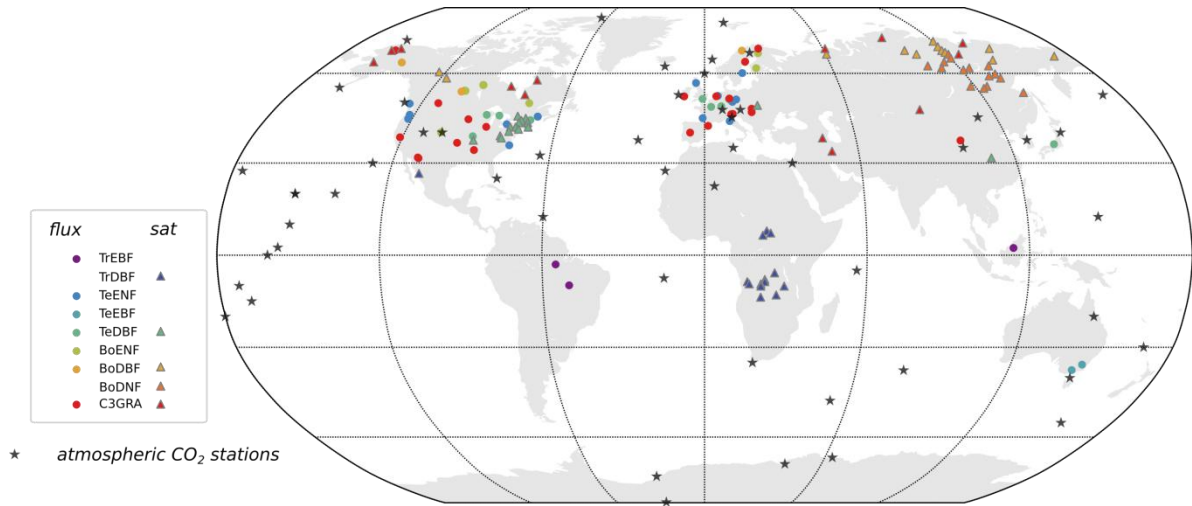 flux sat
TrEBF
TrDBF
TeENF
TeEBF
TeDBF
BoENF
BoDBF
BoDNF
C3GRA
atmospheric CO₂ stations